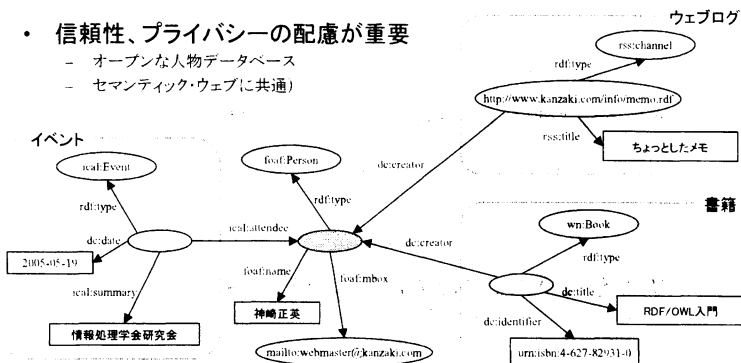 • 信頼性、プライバシーの配慮が重要
– オープンな人物データベース
– セマンティック・ウェブに共通)
ウェブログ
rss:channel
rdf:type
http://www.kanzaki.com/info/memo.rdf
rss:title
ちょっとしたメモ
dc:creator
イベント
ical:Event
rdf:type
dc:date
2005-05-19
ical:summary
情報処理学会研究会
ical:attendee
foaf:Person
rdf:type
foaf:name
神崎正英
foaf:mbox
mailto:webmaster@kanzaki.com
dc:creator
書籍
wn:Book
rdf:type
dc:title
RDF/OWL入門
dc:identifier
urn:isbn:4-627-82931-0